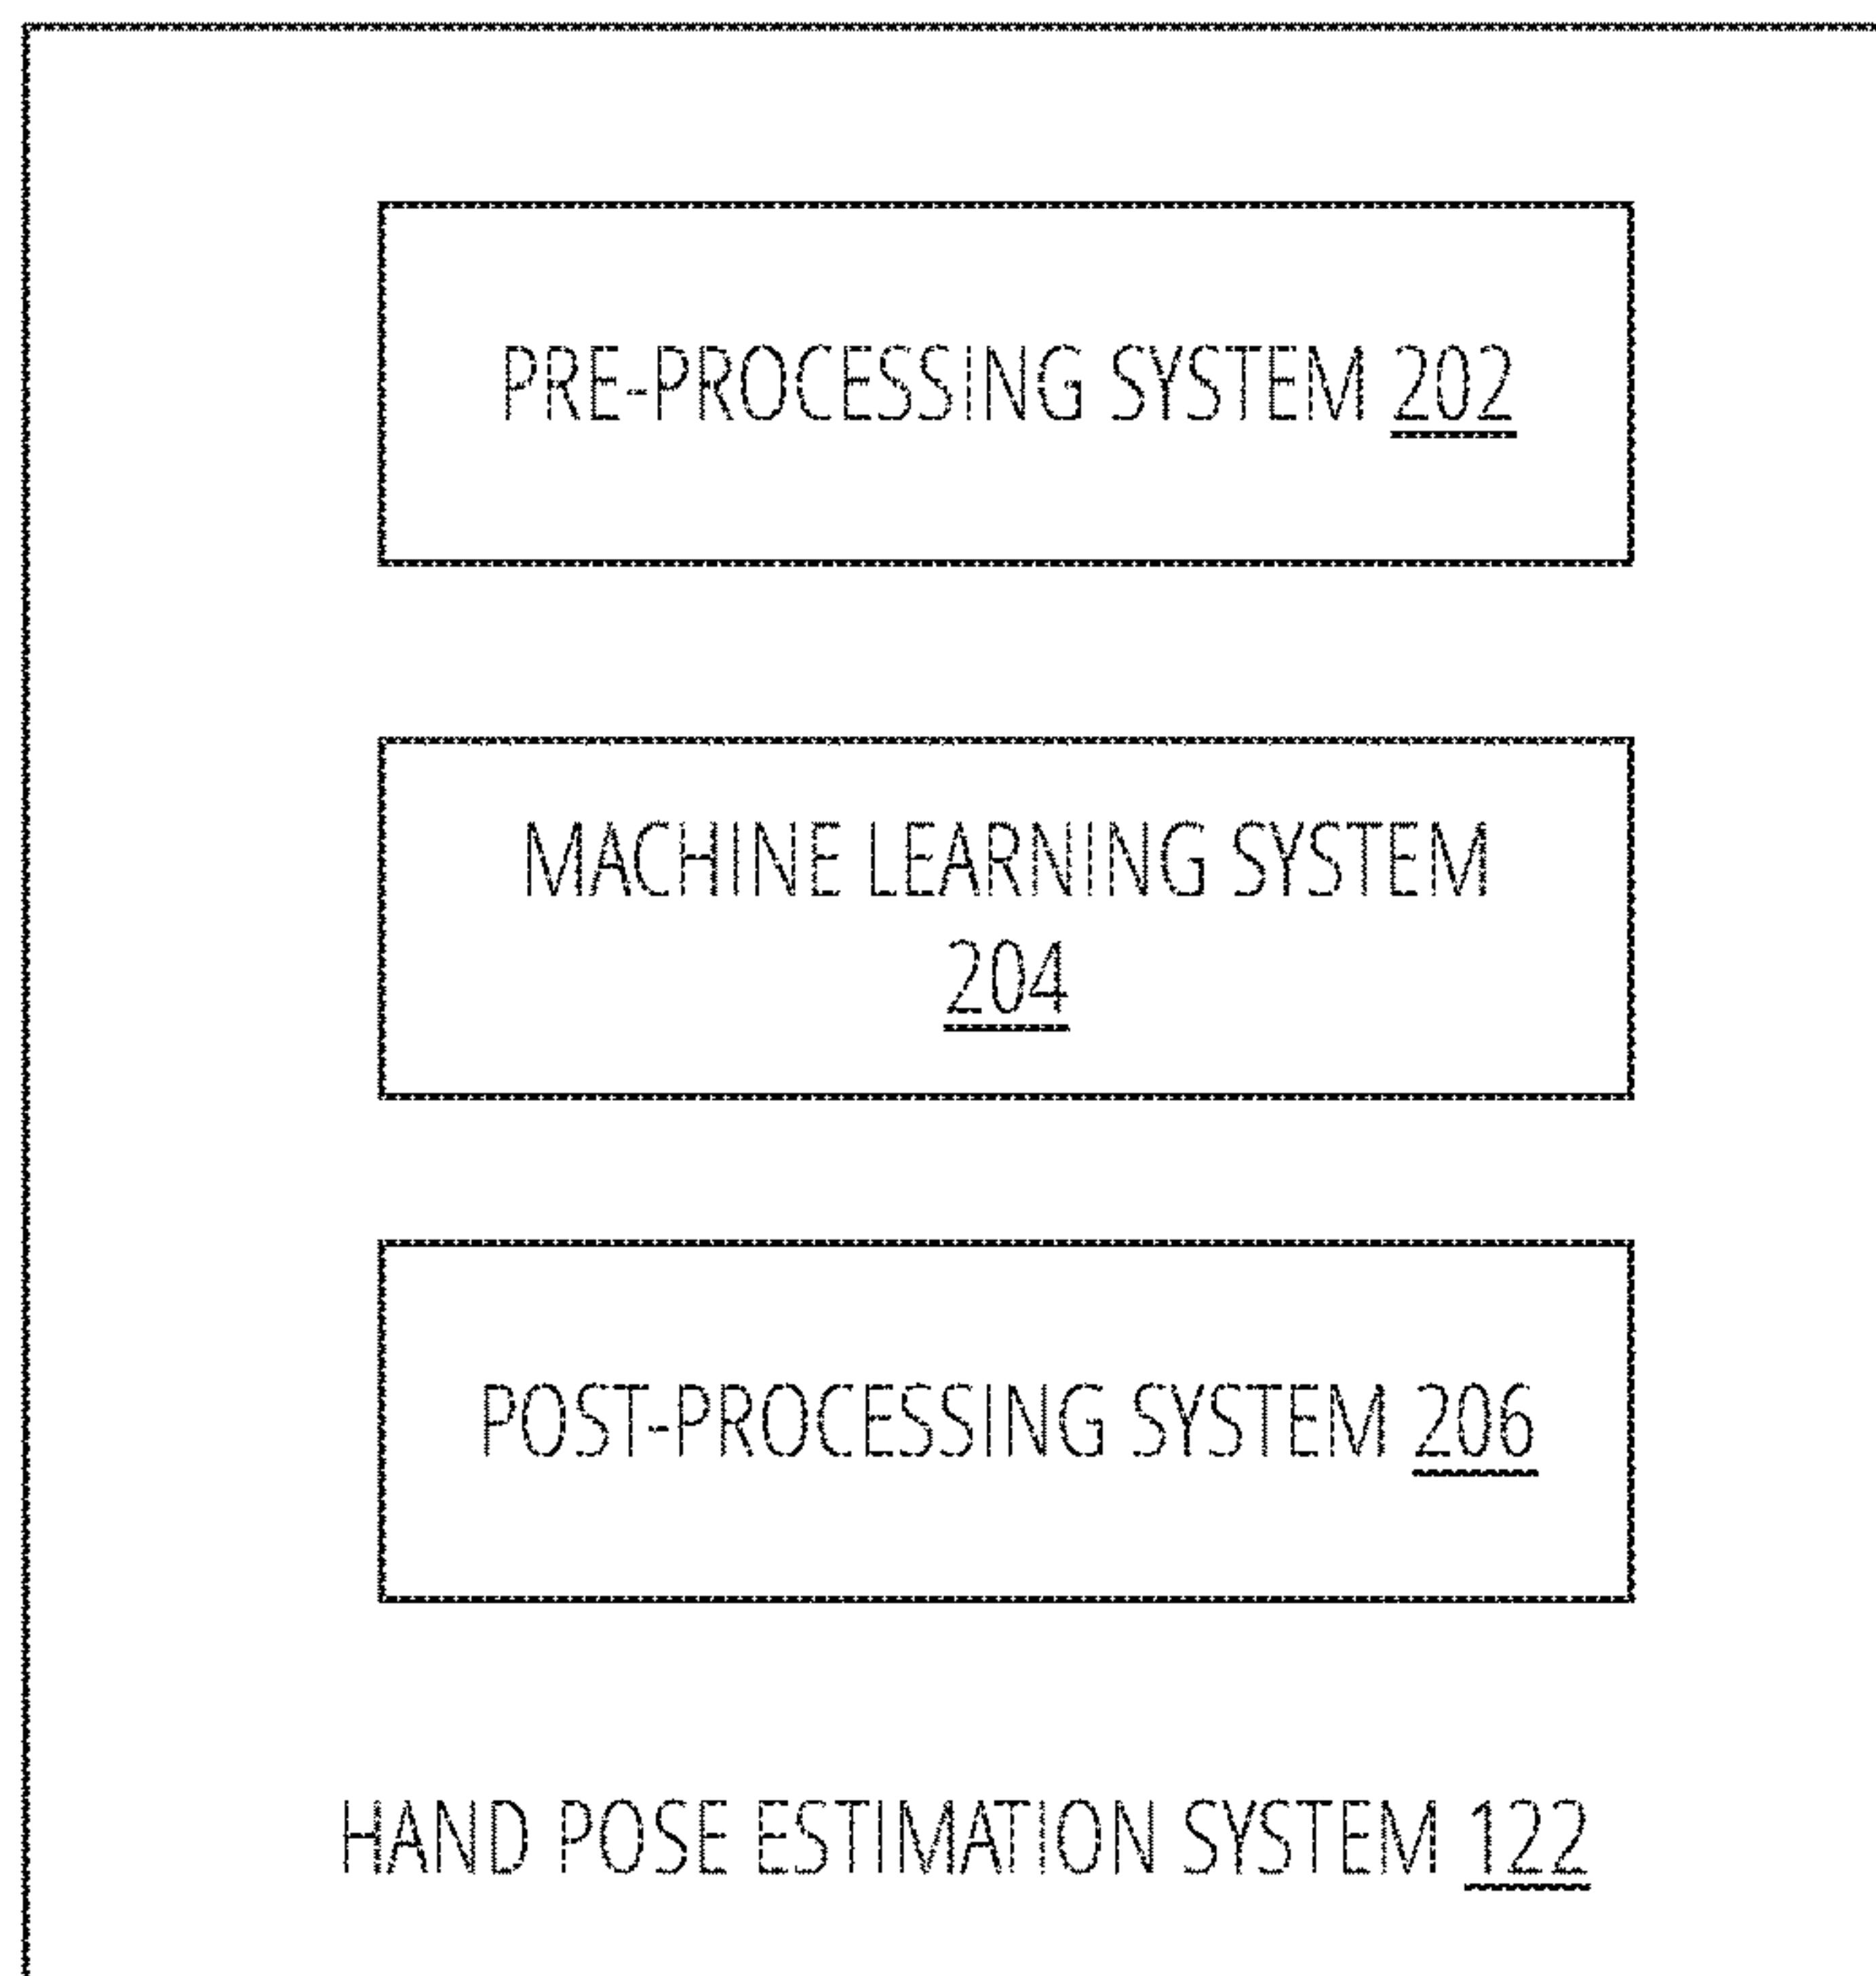 PRE-PROCESSING SYSTEM 202
MACHINE LEARNING SYSTEM
204
POST-PROCESSING SYSTEM 206
HAND POSE ESTIMATION SYSTEM 122